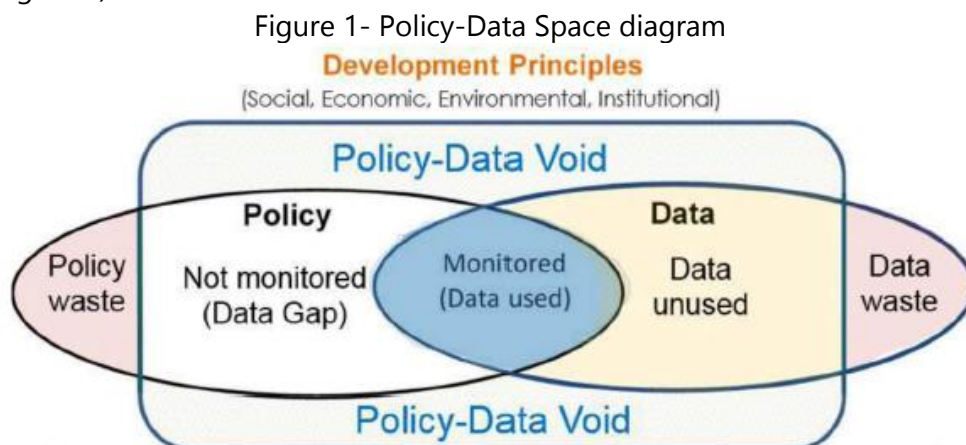 Figure 1- Policy-Data Space diagram
Development Principles
(Social, Economic, Environmental, Institutional)
Policy-Data Void
Policy
Data
Policy
waste
Not monitored
(Data Gap)
Monitored
(Data used)
Data
unused
Data
waste
Policy-Data Void